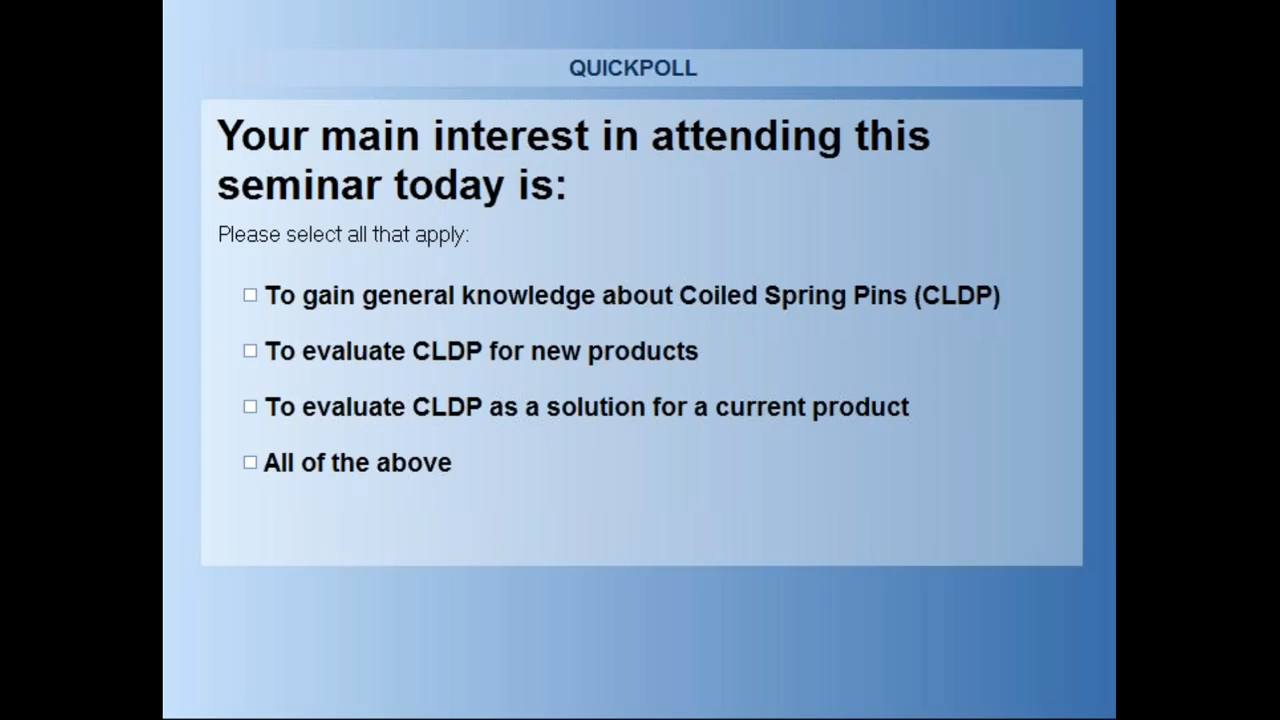 QUICKPOLL
Your main interest in attending this
seminar today is:
Please select all that apply:
To gain general knowledge about Coiled Spring Pins (CLDP)
To evaluate CLDP for new products
To evaluate CLDP as a solution for a current product
All of the above